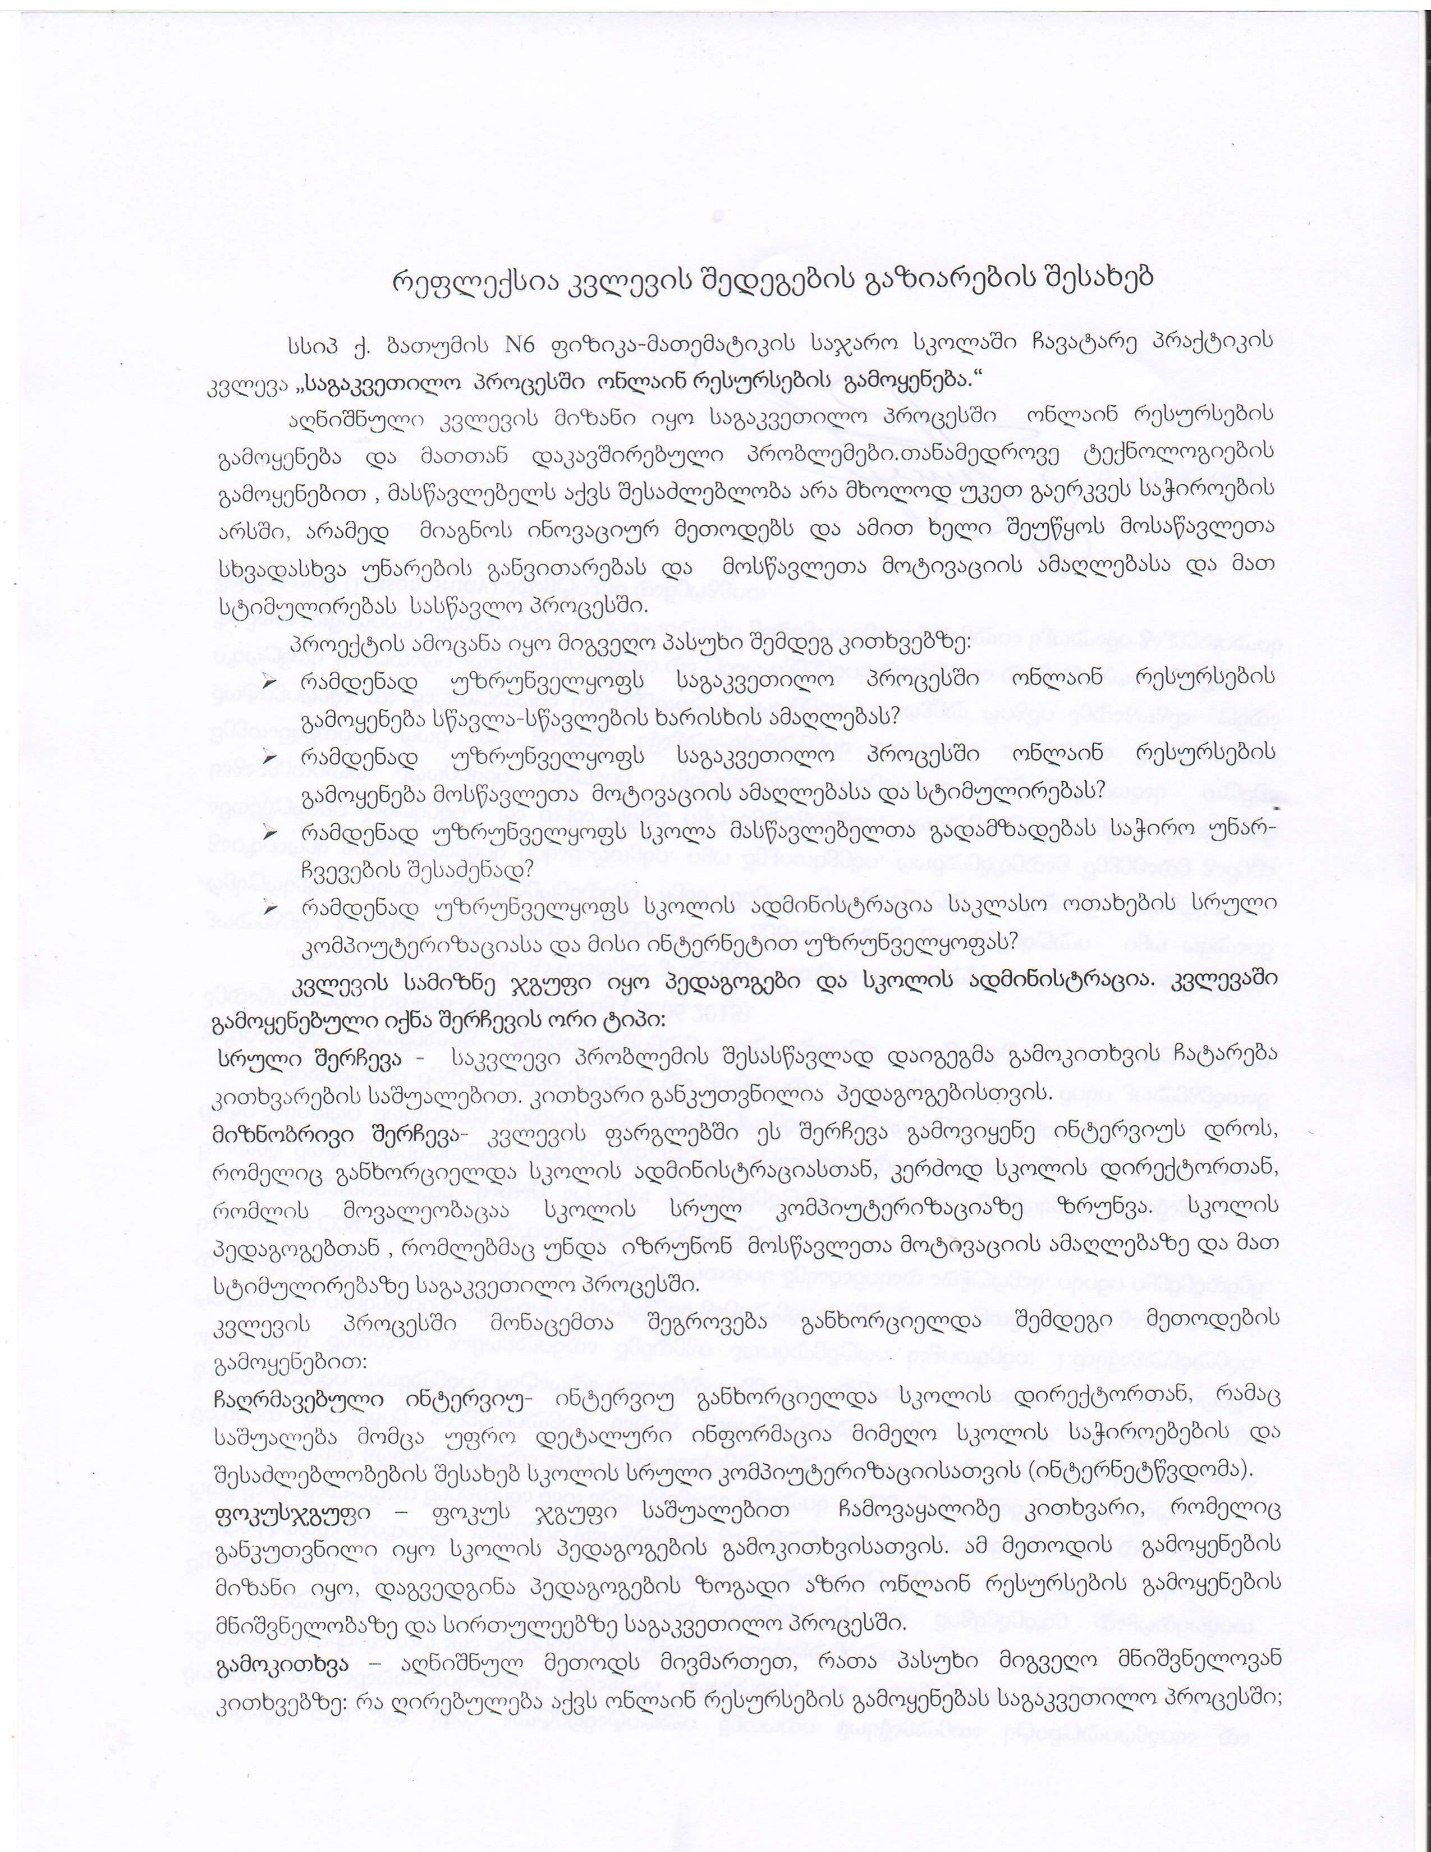 რეფლექსია კვლევის შედეგების გაზიარების შესახებ
სსიპ ქ. ბათუმის N6 ფიზიკა-მათემატიკის საჯარო სკოლაში ჩავატარე პრაქტიკის
კვლევა „საგაკვეთილო პროცესში ონლაინ რესურსების გამოყენება.“
აღნიშნული კვლევის მიზანი იყო საგაკვეთილო პროცესში ონლაინ რესურსების
გამოყენება და მათთან დაკავშირებული პრობლემები.თანამედროვე ტექნოლოგიების
გამოყენებით , მასწავლებელს აქვს შესაძლებლობა არა მხოლოდ უკეთ გაერკვეს საჭიროების
არსში, არამედ მიაგნოს ინოვაციურ მეთოდებს და ამით ხელი შეუწყოს მოსაწავლეთა
სხვადასხვა უნარების განვითარებას და მოსწავლეთა მოტივაციის ამაღლებასა და მათ
სტიმულირებას სასწავლო პროცესში.
პროექტის ამოცანა იყო მიგვეღო პასუხი შემდეგ კითხვებზე:
➢ რამდენად უზრუნველყოფს საგაკვეთილო პროცესში ონლაინ რესურსების
გამოყენება სწავლა-სწავლების ხარისხის ამაღლებას?
➢ რამდენად უზრუნველყოფს საგაკვეთილო პროცესში ონლაინ რესურსების
გამოყენება მოსწავლეთა მოტივაციის ამაღლებასა და სტიმულირებას?
➢ რამდენად უზრუნველყოფს სკოლა მასწავლებელთა გადამზადებას საჭირო უნარ-
ჩვევების შესაძენად?
➢ რამდენად უზრუნველყოფს სკოლის ადმინისტრაცია საკლასო ოთახების სრული
კომპიუტერიზაციასა და მისი ინტერნეტით უზრუნველყოფას?
კვლევის სამიზნე ჯგუფი იყო პედაგოგები და სკოლის ადმინისტრაცია. კვლევაში
გამოყენებული იქნა შერჩევის ორი ტიპი:
სრული შერჩევა - საკვლევი პრობლემის შესასწავლად დაიგეგმა გამოკითხვის ჩატარება
კითხვარების საშუალებით. კითხვარი განკუთვნილია პედაგოგებისთვის.
მიზნობრივი შერჩევა- კვლევის ფარგლებში ეს შერჩევა გამოვიყენე ინტერვიუს დროს,
რომელიც განხორციელდა სკოლის ადმინისტრაციასთან, კერძოდ სკოლის დირექტორთან,
რომლის მოვალეობაცაა სკოლის სრულ კომპიუტერიზაციაზე ზრუნვა. სკოლის
პედაგოგებთან , რომლებმაც უნდა იზრუნონ მოსწავლეთა მოტივაციის ამაღლებაზე და მათ
სტიმულირებაზე საგაკვეთილო პროცესში.
კვლევის პროცესში მონაცემთა შეგროვება განხორციელდა შემდეგი მეთოდების
გამოყენებით:
ჩაღრმავებული ინტერვიუ- ინტერვიუ განხორციელდა სკოლის დირექტორთან, რამაც
საშუალება მომცა უფრო დეტალური ინფორმაცია მიმეღო სკოლის საჭიროებების და
შესაძლებლობების შესახებ სკოლის სრული კომპიუტერიზაციისათვის (ინტერნეტწვდომა).
ფოკუსჯგუფი – ფოკუს ჯგუფი საშუალებით ჩამოვაყალიბე კითხვარი, რომელიც
განკუთვნილი იყო სკოლის პედაგოგების გამოკითხვისათვის. ამ მეთოდის გამოყენების
მიზანი იყო, დაგვედგინა პედაგოგების ზოგადი აზრი ონლაინ რესურსების გამოყენების
მნიშვნელობაზე და სირთულეებზე საგაკვეთილო პროცესში.
გამოკითხვა – აღნიშნულ მეთოდს მივმართეთ, რათა პასუხი მიგვეღო მნიშვნელოვან
კითხვებზე: რა ღირებულება აქვს ონლაინ რესურსების გამოყენებას საგაკვეთილო პროცესში;